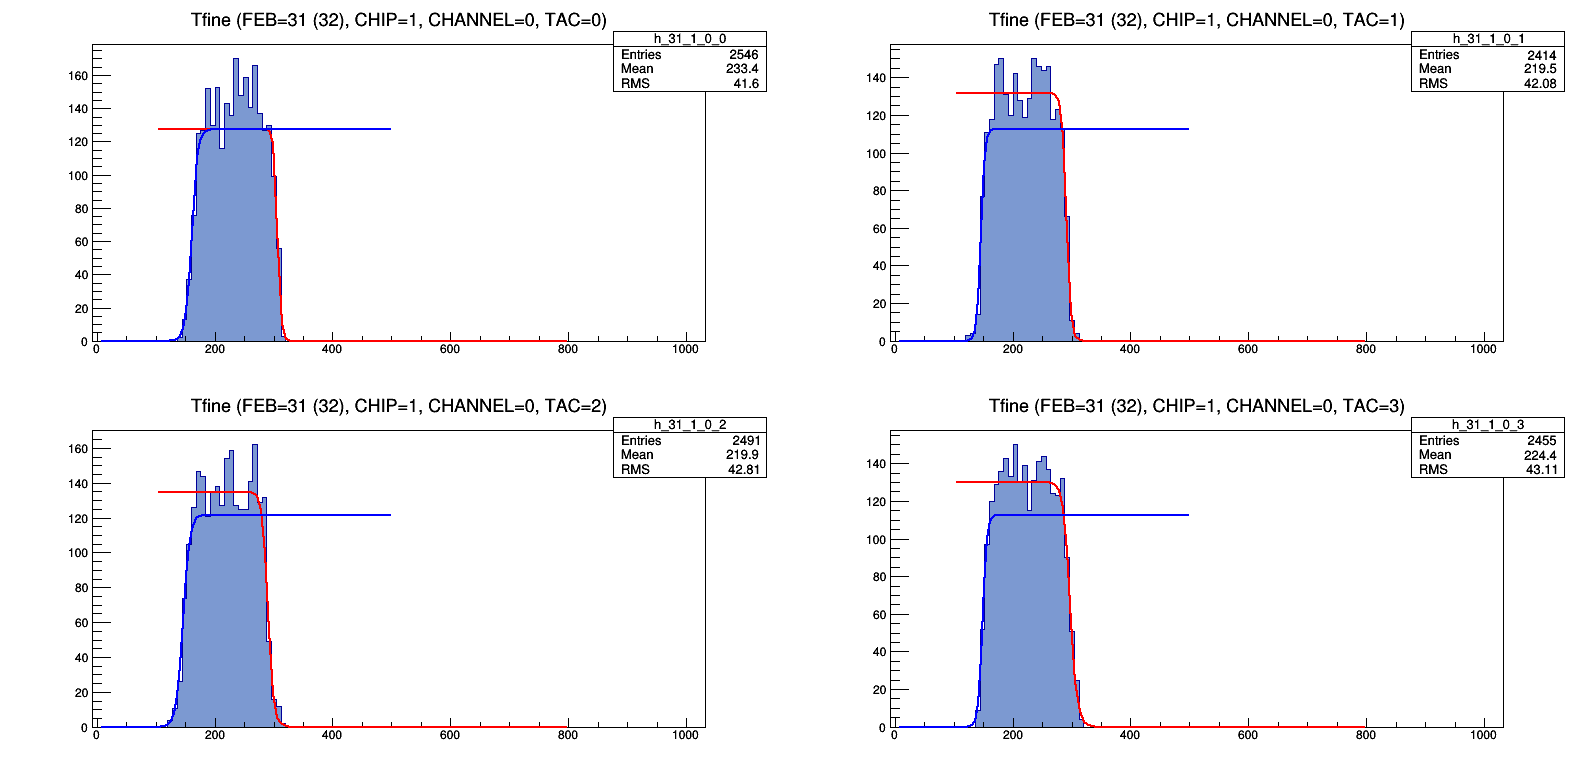 Tfine (FEB=31 (32), CHIP=1, CHANNEL=0, TAC=0)
h_31_1_0_0
Entries 2546
Mean 233.4
RMS 41.6
160
140
120
100
80
60
40
20
0
0 200 400 600 800 1000
Tfine (FEB=31 (32), CHIP=1, CHANNEL=0, TAC=1)
h_31_1_0_1
Entries 2414
Mean 219.5
RMS 42.08
140
120
100
80
60
40
20
0
0 200 400 600 800 1000
Tfine (FEB=31 (32), CHIP=1, CHANNEL=0, TAC=2)
h_31_1_0_2
Entries 2491
Mean 219.9
RMS 42.81
160
140
120
100
80
60
40
20
0
0 200 400 600 800 1000
Tfine (FEB=31 (32), CHIP=1, CHANNEL=0, TAC=3)
h_31_1_0_3
Entries 2455
Mean 224.4
RMS 43.11
140
120
100
80
60
40
20
0
0 200 400 600 800 1000